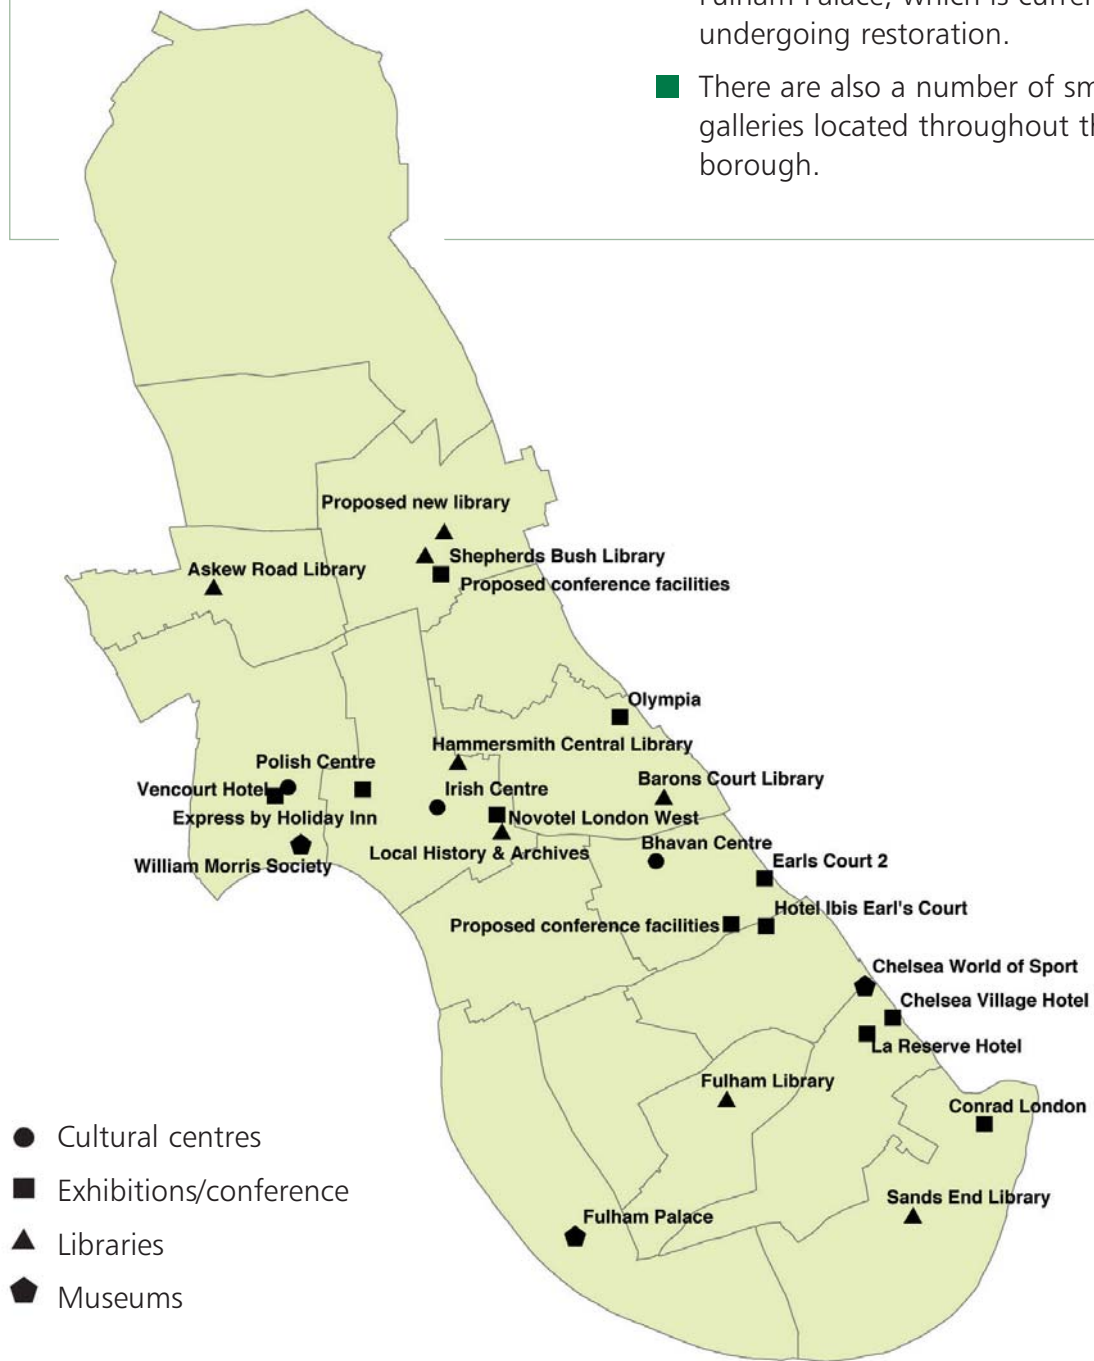 undergoing restoration.
There are also a number of
galleries located throughout
borough.
Proposed new library
Shepherds Bush Library
Askew Road Library
Proposed conference facilities
Olympia
Hammersmith Central Library
Polish Centre
Barons Court Library
Vencourt Hotel
Irish Centre
Express by Holiday Inn
Novotel London West
Bhavan Centre
Local History & Archives
William Morris Society
Earls Court 2
Hotel Ibis Earl's Court
Proposed conference facilities
Chelsea World of Sport
Chelsea Village Hotel
La Reserve Hotel
Fulham Library
Conrad London
Cultural centres
Exhibitions/conference
Sands End Library
Fulham Palace
Libraries
Museums